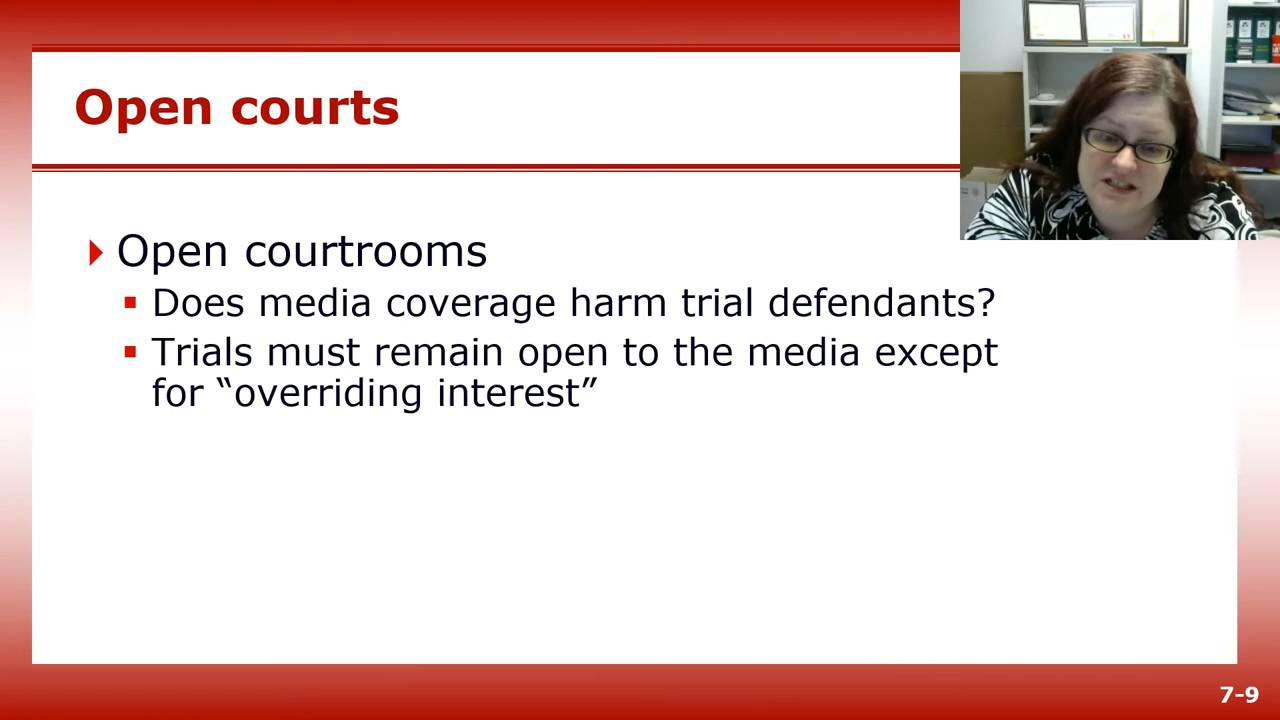 Open courts
Open courtrooms
Does media coverage harm trial defendants?
Trials must remain open to the media except
for “overriding interest”
7-9